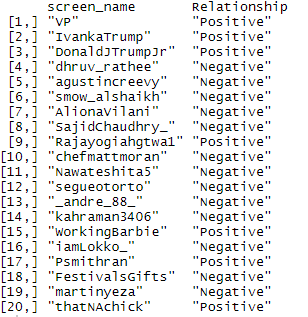 screen_name Relationship
[1,] "VP" "Positive"
[2,] "IvankaTrump" "Positive"
[3,] "DonaldJTrumpJr" "Positive"
[4,] "dhruv_rathee" "Negative"
[5,] "agustincreevy" "Negative"
[6,] "smow_alshaikh" "Negative"
[7,] "AlionaVilani" "Negative"
[8,] "SajidChaudhry_" "Negative"
[9,] "Rajayogiahgtwa1" "Positive"
[10,] "chefmattmoran" "Negative"
[11,] "Nawateshita5" "Negative"
[12,] "segueotorto" "Negative"
[13,] "_andre_88_" "Negative"
[14,] "kahraman3406" "Negative"
[15,] "WorkingBarbie" "Positive"
[16,] "iamLokko_" "Negative"
[17,] "Psmithran" "Positive"
[18,] "FestivalsGifts" "Negative"
[19,] "martinyeza" "Negative"
[20,] "thatNAchick" "Positive"